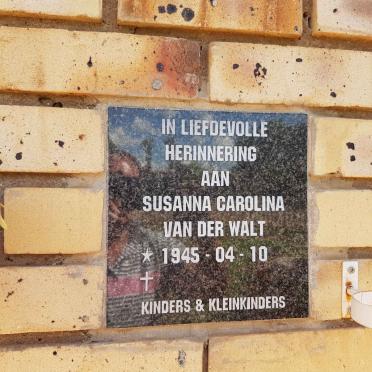 IN LIEFDEVOLLE
HERINNERING
AAN
SUSANNA CAROLINA
VAN DER WALT
* 1945 - 04 - 10
✝
KINDERS & KLEINKINDERS